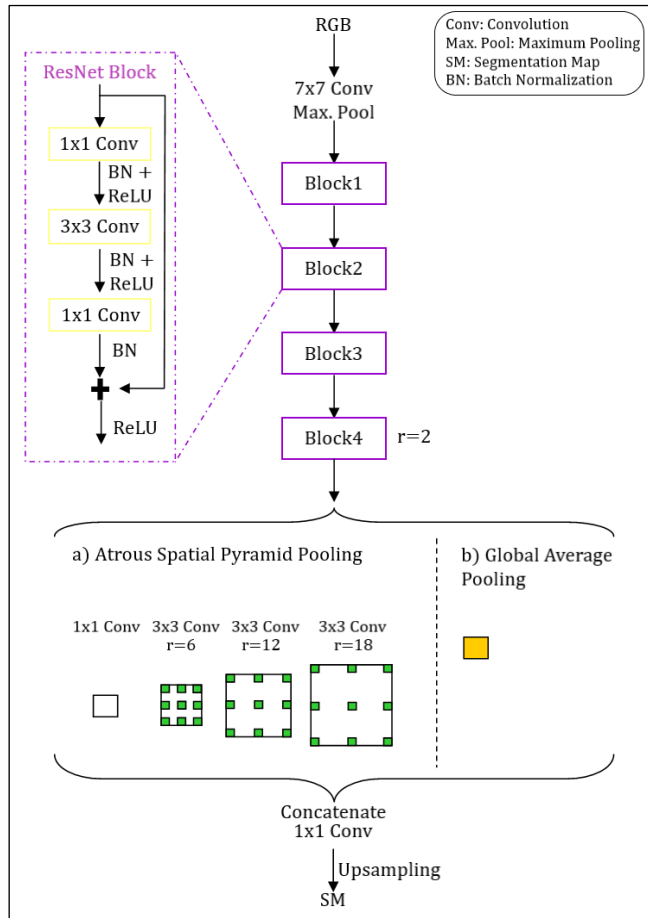 RGB
Conv: Convolution
Max. Pool: Maximum Pooling
SM: Segmentation Map
BN: Batch Normalization
7x7 Conv
Max. Pool
ResNet Block
1x1 Conv
BN +
ReLU
3x3 Conv
BN +
ReLU
1x1 Conv
BN
ReLU
Block1
Block2
Block3
Block4
r=2
a) Atrous Spatial Pyramid Pooling
b) Global Average
Pooling
1x1 Conv
3x3 Conv
r=6
3x3 Conv
r=12
3x3 Conv
r=18
Concatenate
1x1 Conv
Upsampling
SM